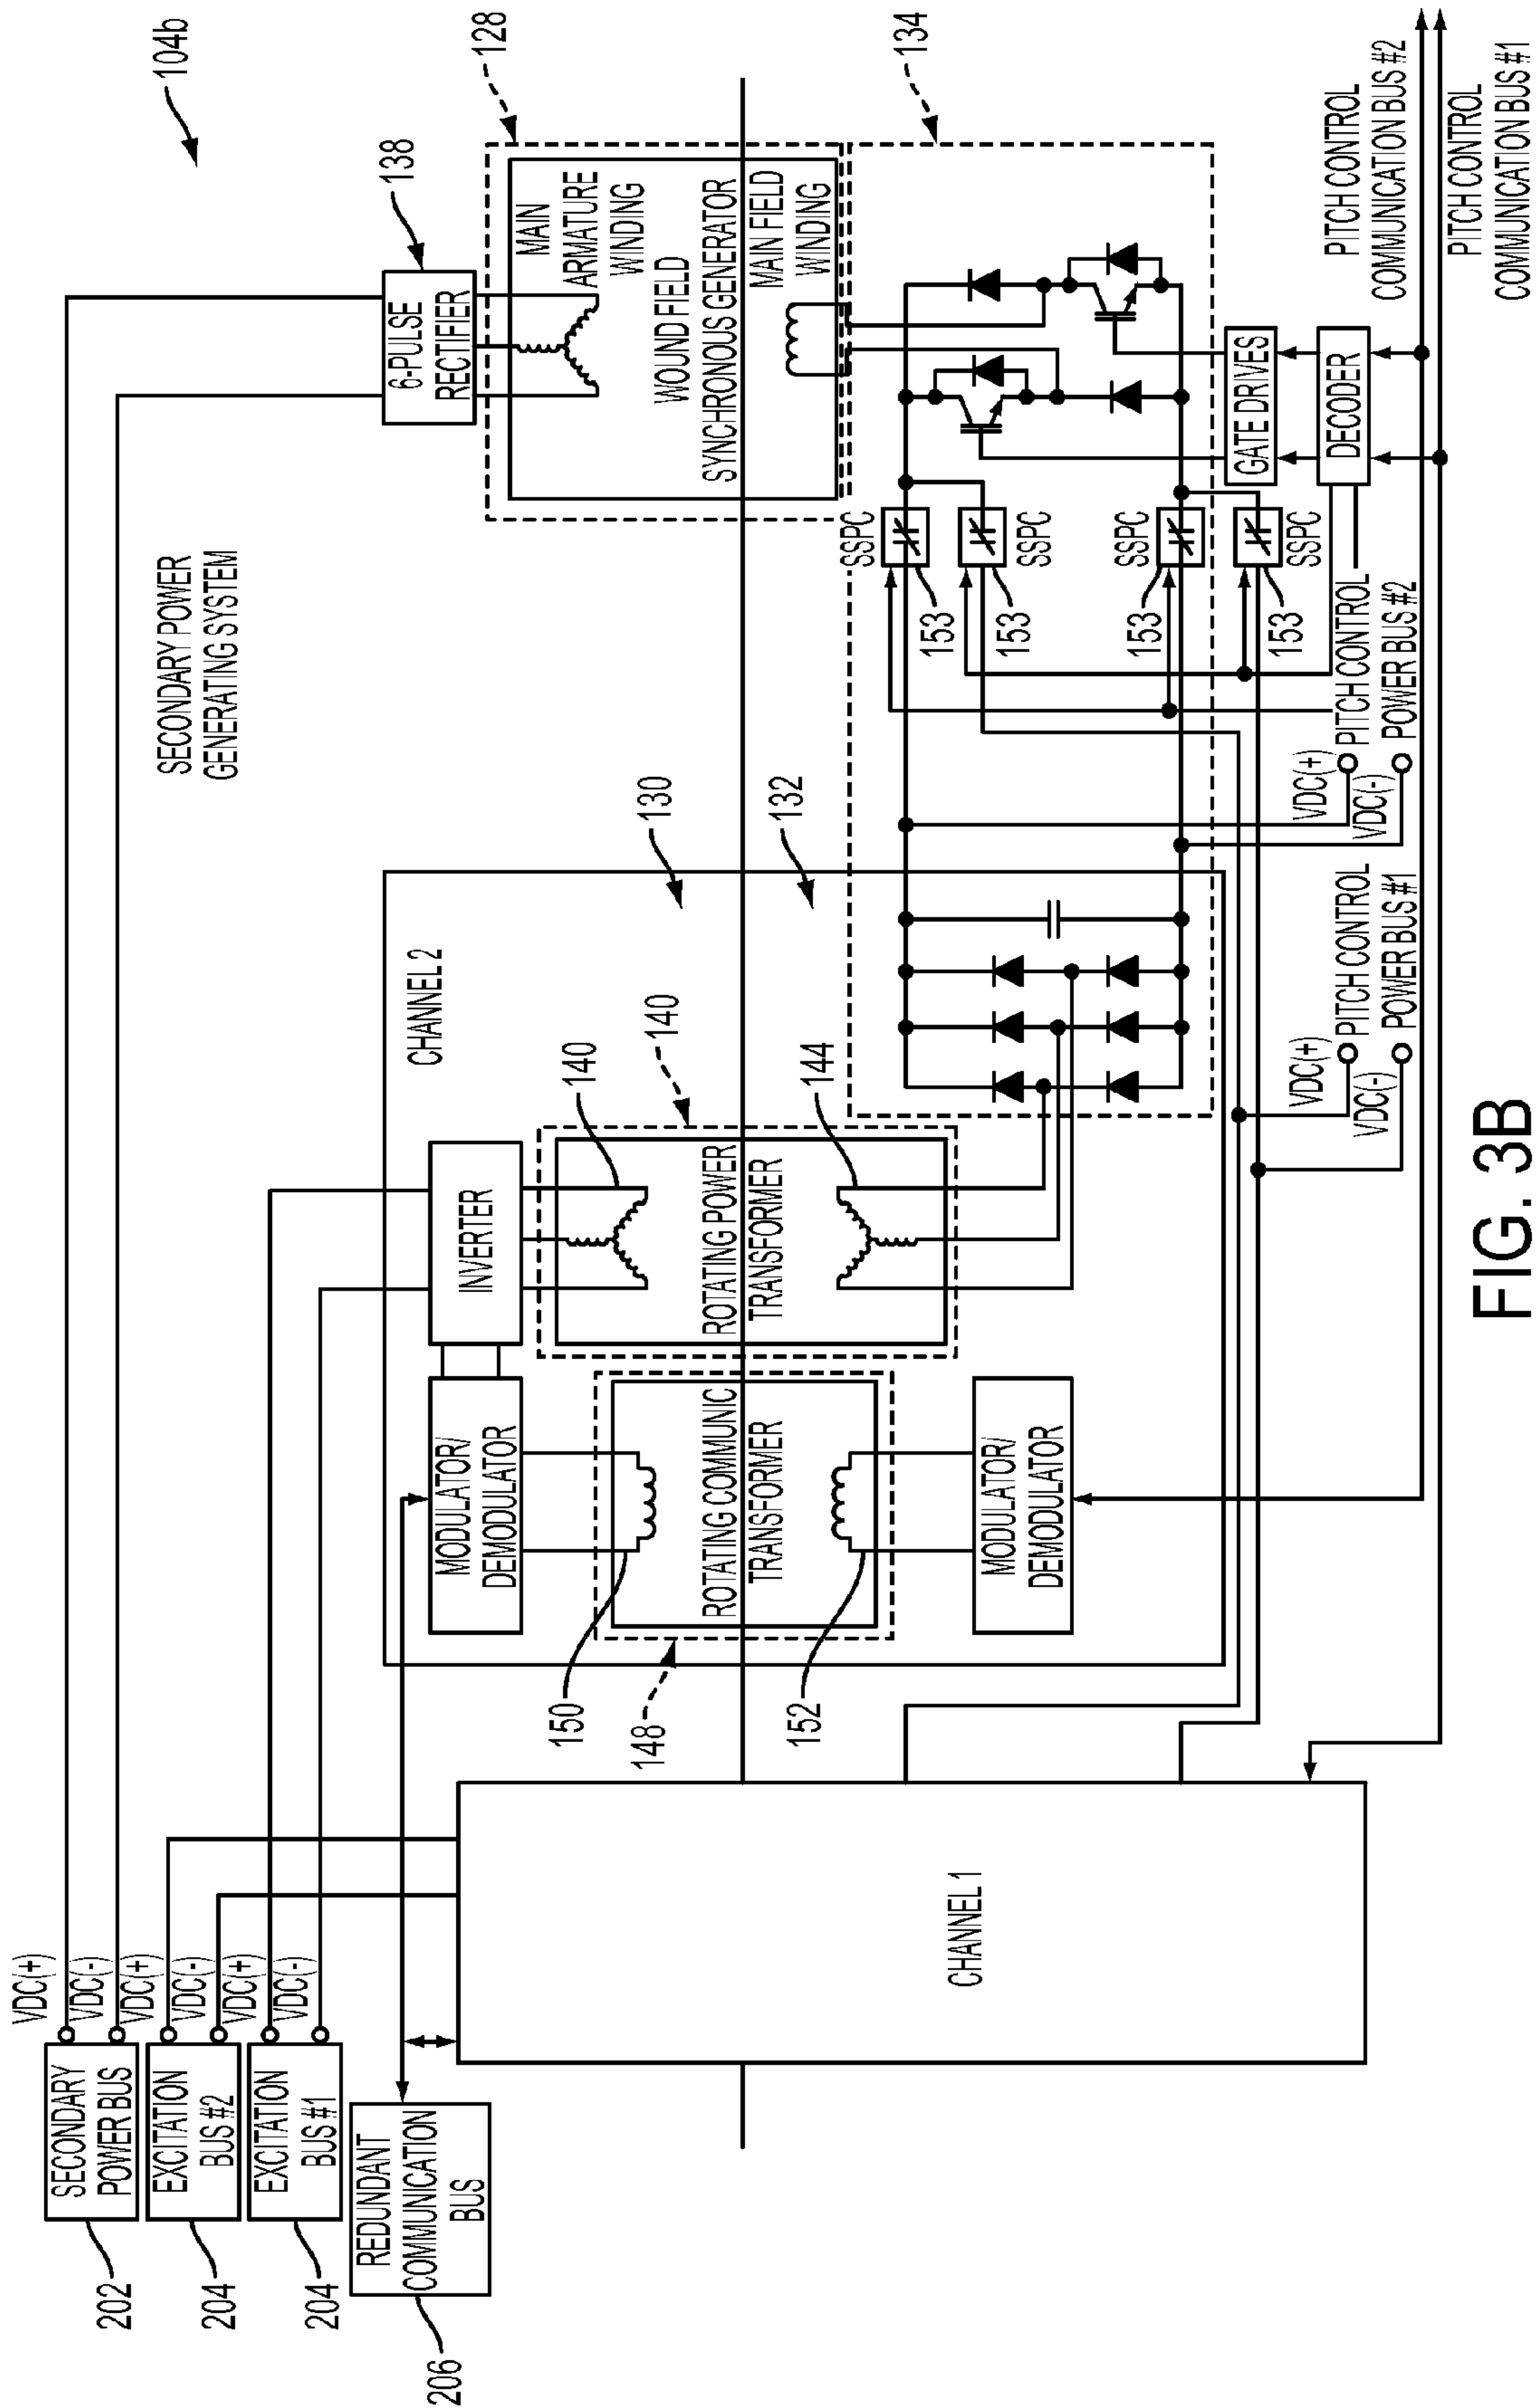 104b
SECONDARY POWER
GENERATING SYSTEM
128
138
6-PULSE
RECTIFIER
MAIN
ARMATURE
WINDING
WOUND FIELD
SYNCHRONOUS GENERATOR
MAIN FIELD
WINDING
134
SECONDARY
POWER BUS
VDC(+)
VDC(-)
202
EXCITATION
BUS #2
VDC(+)
VDC(-)
204
EXCITATION
BUS #1
VDC(+)
VDC(-)
204
REDUNDANT
COMMUNICATION
BUS
206
CHANNEL 1
CHANNEL 2
130
132
MODULATOR/
DEMODULATOR
INVERTER
140
140
144
ROTATING POWER
TRANSFORMER
150
148
152
ROTATING COMMUNIC
TRANSFORMER
MODULATOR/
DEMODULATOR
SSPC
153
SSPC
153
SSPC
153
SSPC
153
GATE DRIVES
DECODER
VDC(+)
VDC(-)
PITCH CONTROL
POWER BUS #1
VDC(+)
VDC(-)
PITCH CONTROL
POWER BUS #2
PITCH CONTROL
COMMUNICATION BUS #2
PITCH CONTROL
COMMUNICATION BUS #1
FIG. 3B